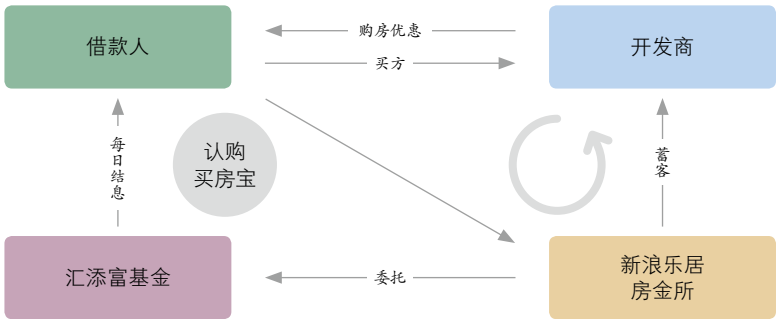 借款人
购房优惠
开发商
买方
每日结息
认购
买房宝
蓄客
汇添富基金
委托
新浪乐居
房金所